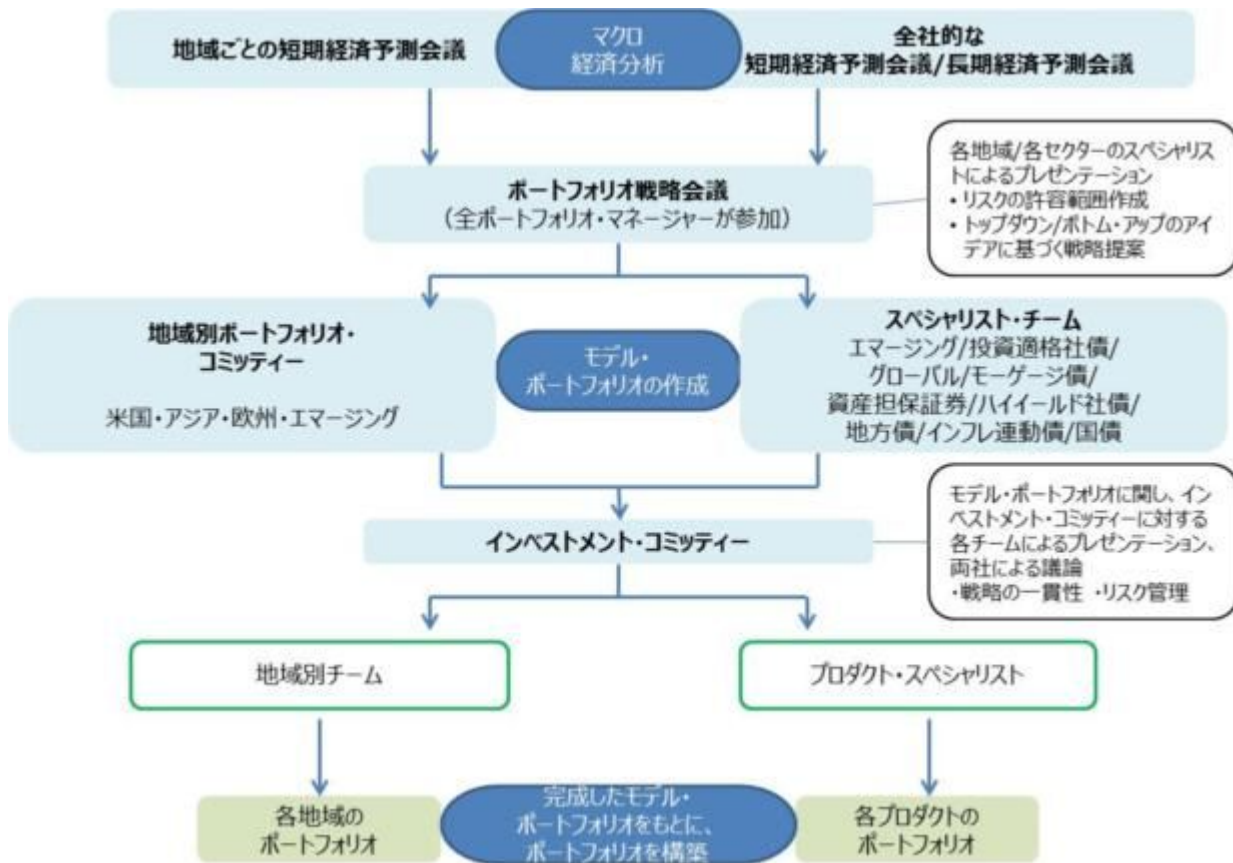 地域ごとの短期経済予測会議
マクロ
経済分析
全社的な
短期経済予測会議/長期経済予測会議
各地域/各セクターのスペシャリス
トによるプレゼンテーション
・リスクの許容範囲作成
・トップダウン/ボトム・アップのアイ
デアに基づく戦略提案
ポートフォリオ戦略会議
（全ポートフォリオ・マネージャーが参加）
地域別ポートフォリオ・
コミッティー
米国・アジア・欧州・エマージング
モデル・
ポートフォリオの作成
スペシャリスト・チーム
エマージング/投資適格社債/
グローバル/モーゲージ債/
資産担保証券/ハイイールド社債/
地方債/インフレ連動債/国債
モデル・ポートフォリオに関し、イン
ベストメント・コミッティーに対する
各チームによるプレゼンテーション、
両社による議論
・戦略の一貫性 ・リスク管理
インベストメント・コミッティー
地域別チーム
プロダクト・スペシャリスト
各地域の
ポートフォリオ
完成したモデル・
ポートフォリオをもとに、
ポートフォリオを構築
各プロダクトの
ポートフォリオ